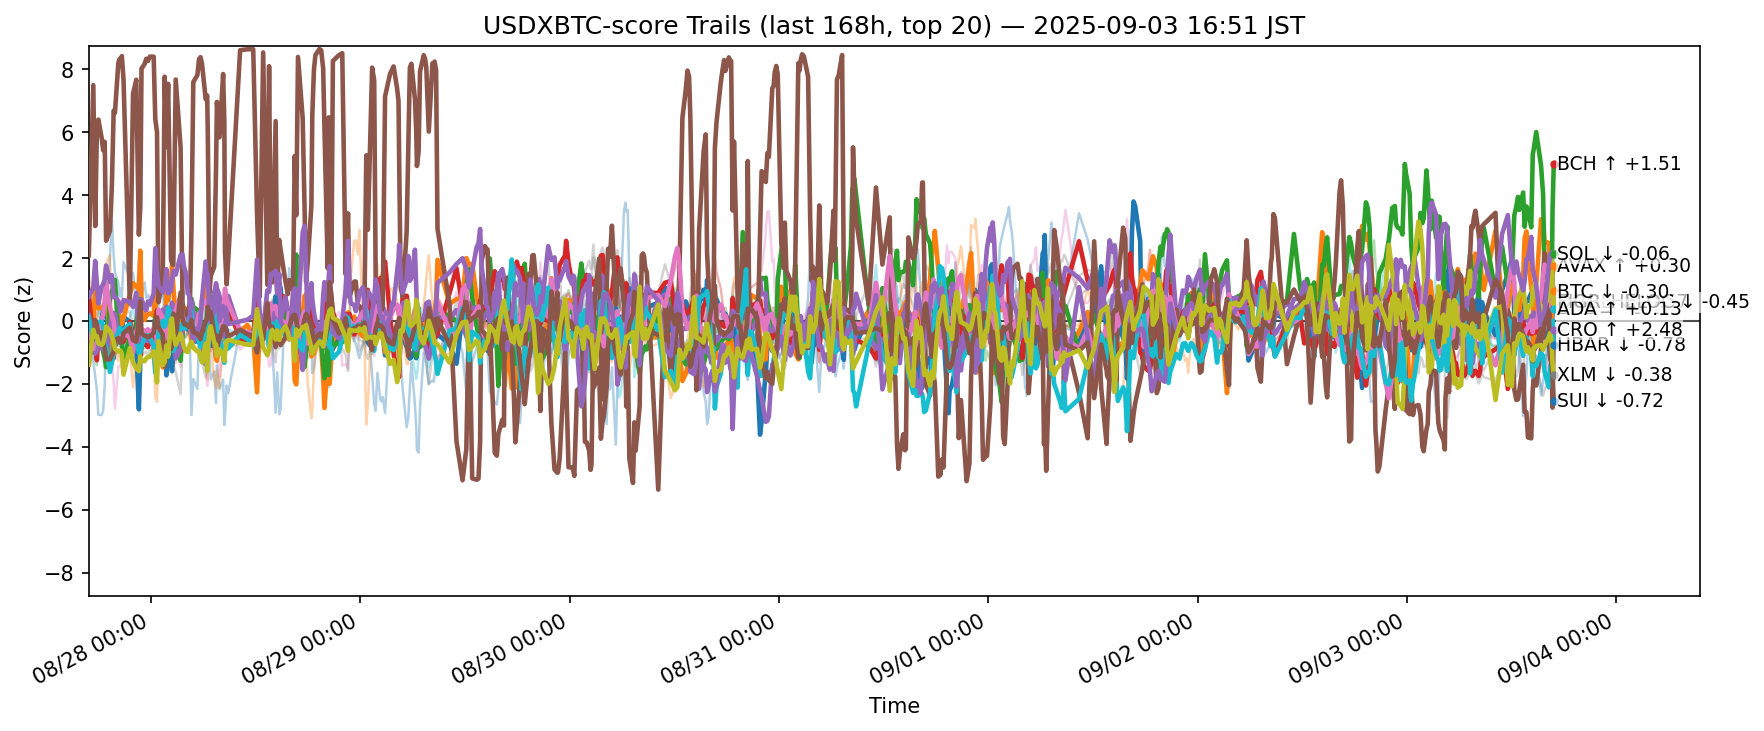 USDXBTC-score Trails (last 168h, top 20) — 2025-09-03 16:51 JST
Score (z)
8
6
4
2
0
−2
−4
−6
−8
BCH ↑ +1.51
SOL ↓ -0.06
AVAX ↑ +0.30
BTC ↓ -0.30
↓ -0.45
ADA ↑ +0.13
CRO ↑ +2.48
HBAR ↓ -0.78
XLM ↓ -0.38
SUI ↓ -0.72
08/28 00:00
08/29 00:00
08/30 00:00
08/31 00:00
09/01 00:00
09/02 00:00
09/03 00:00
09/04 00:00
Time